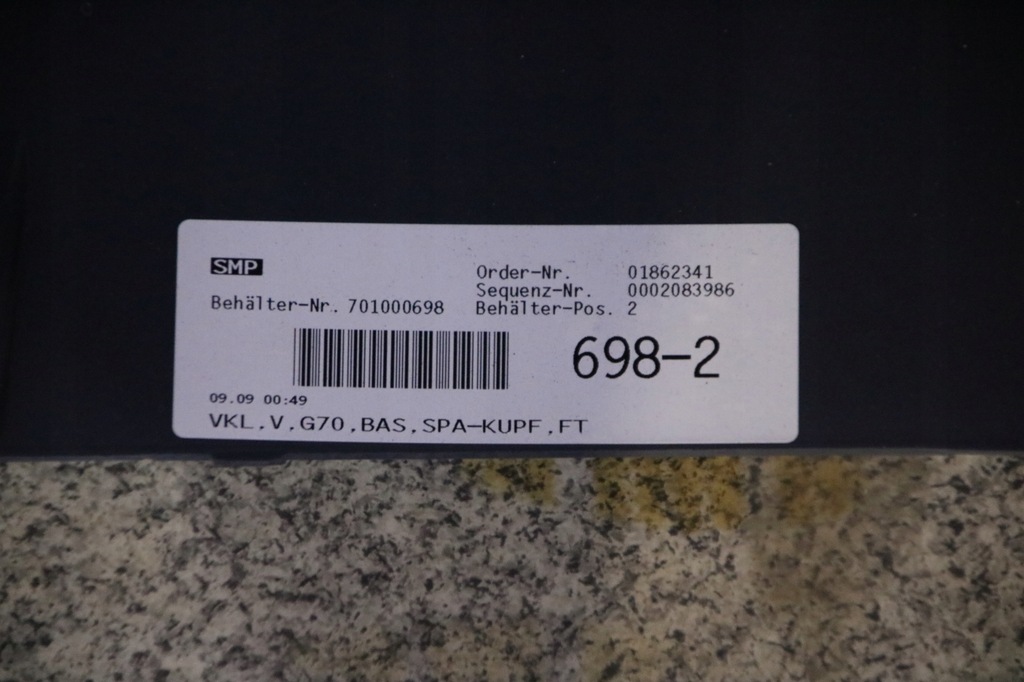 SMP
Order-Nr. 01862341
Sequenz-Nr. 0002083986
Behälter-Nr. 701000698 Behälter-Pos. 2
698-2
09.09 00:49
VKL,V,G70,BAS,SPA-KUPF,FT